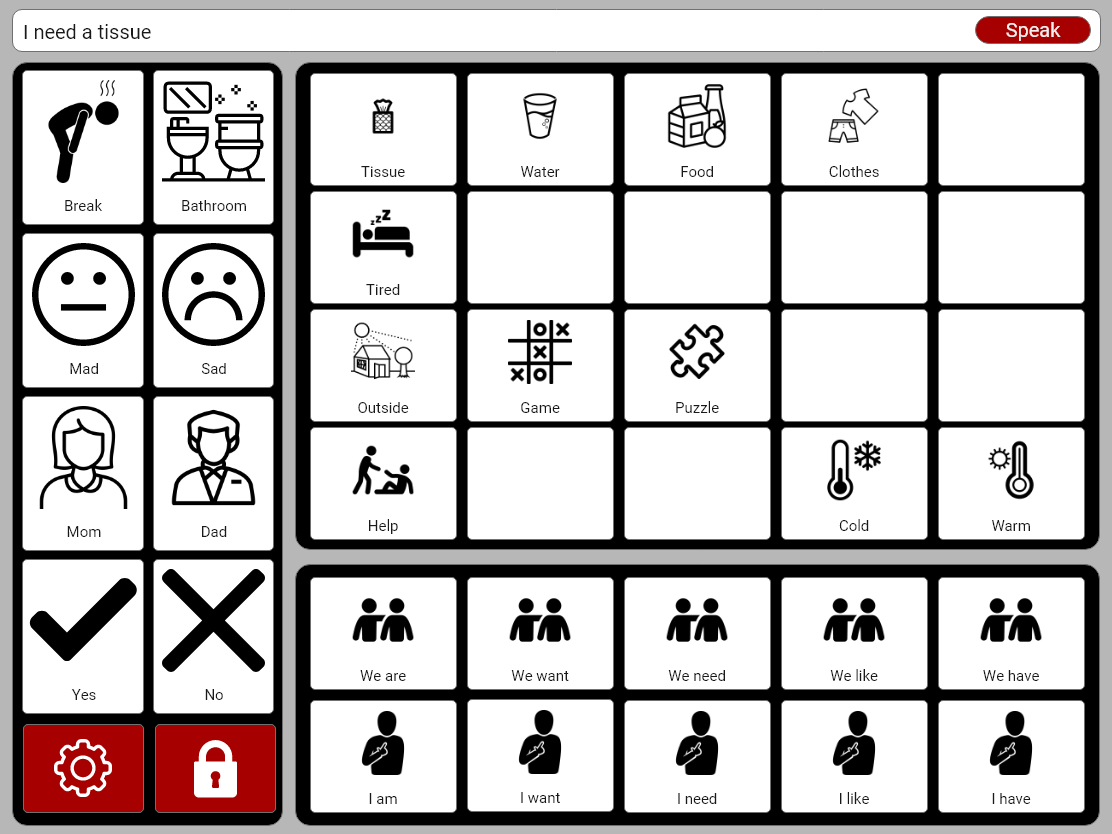 I need a tissue
Speak
Break
Bathroom
Mad
Sad
Mom
Dad
Yes
No
Tissue
Water
Food
Clothes
Tired
Outside
Game
Puzzle
Help
Cold
Warm
We are
We want
We need
We like
We have
I am
I want
I need
I like
I have